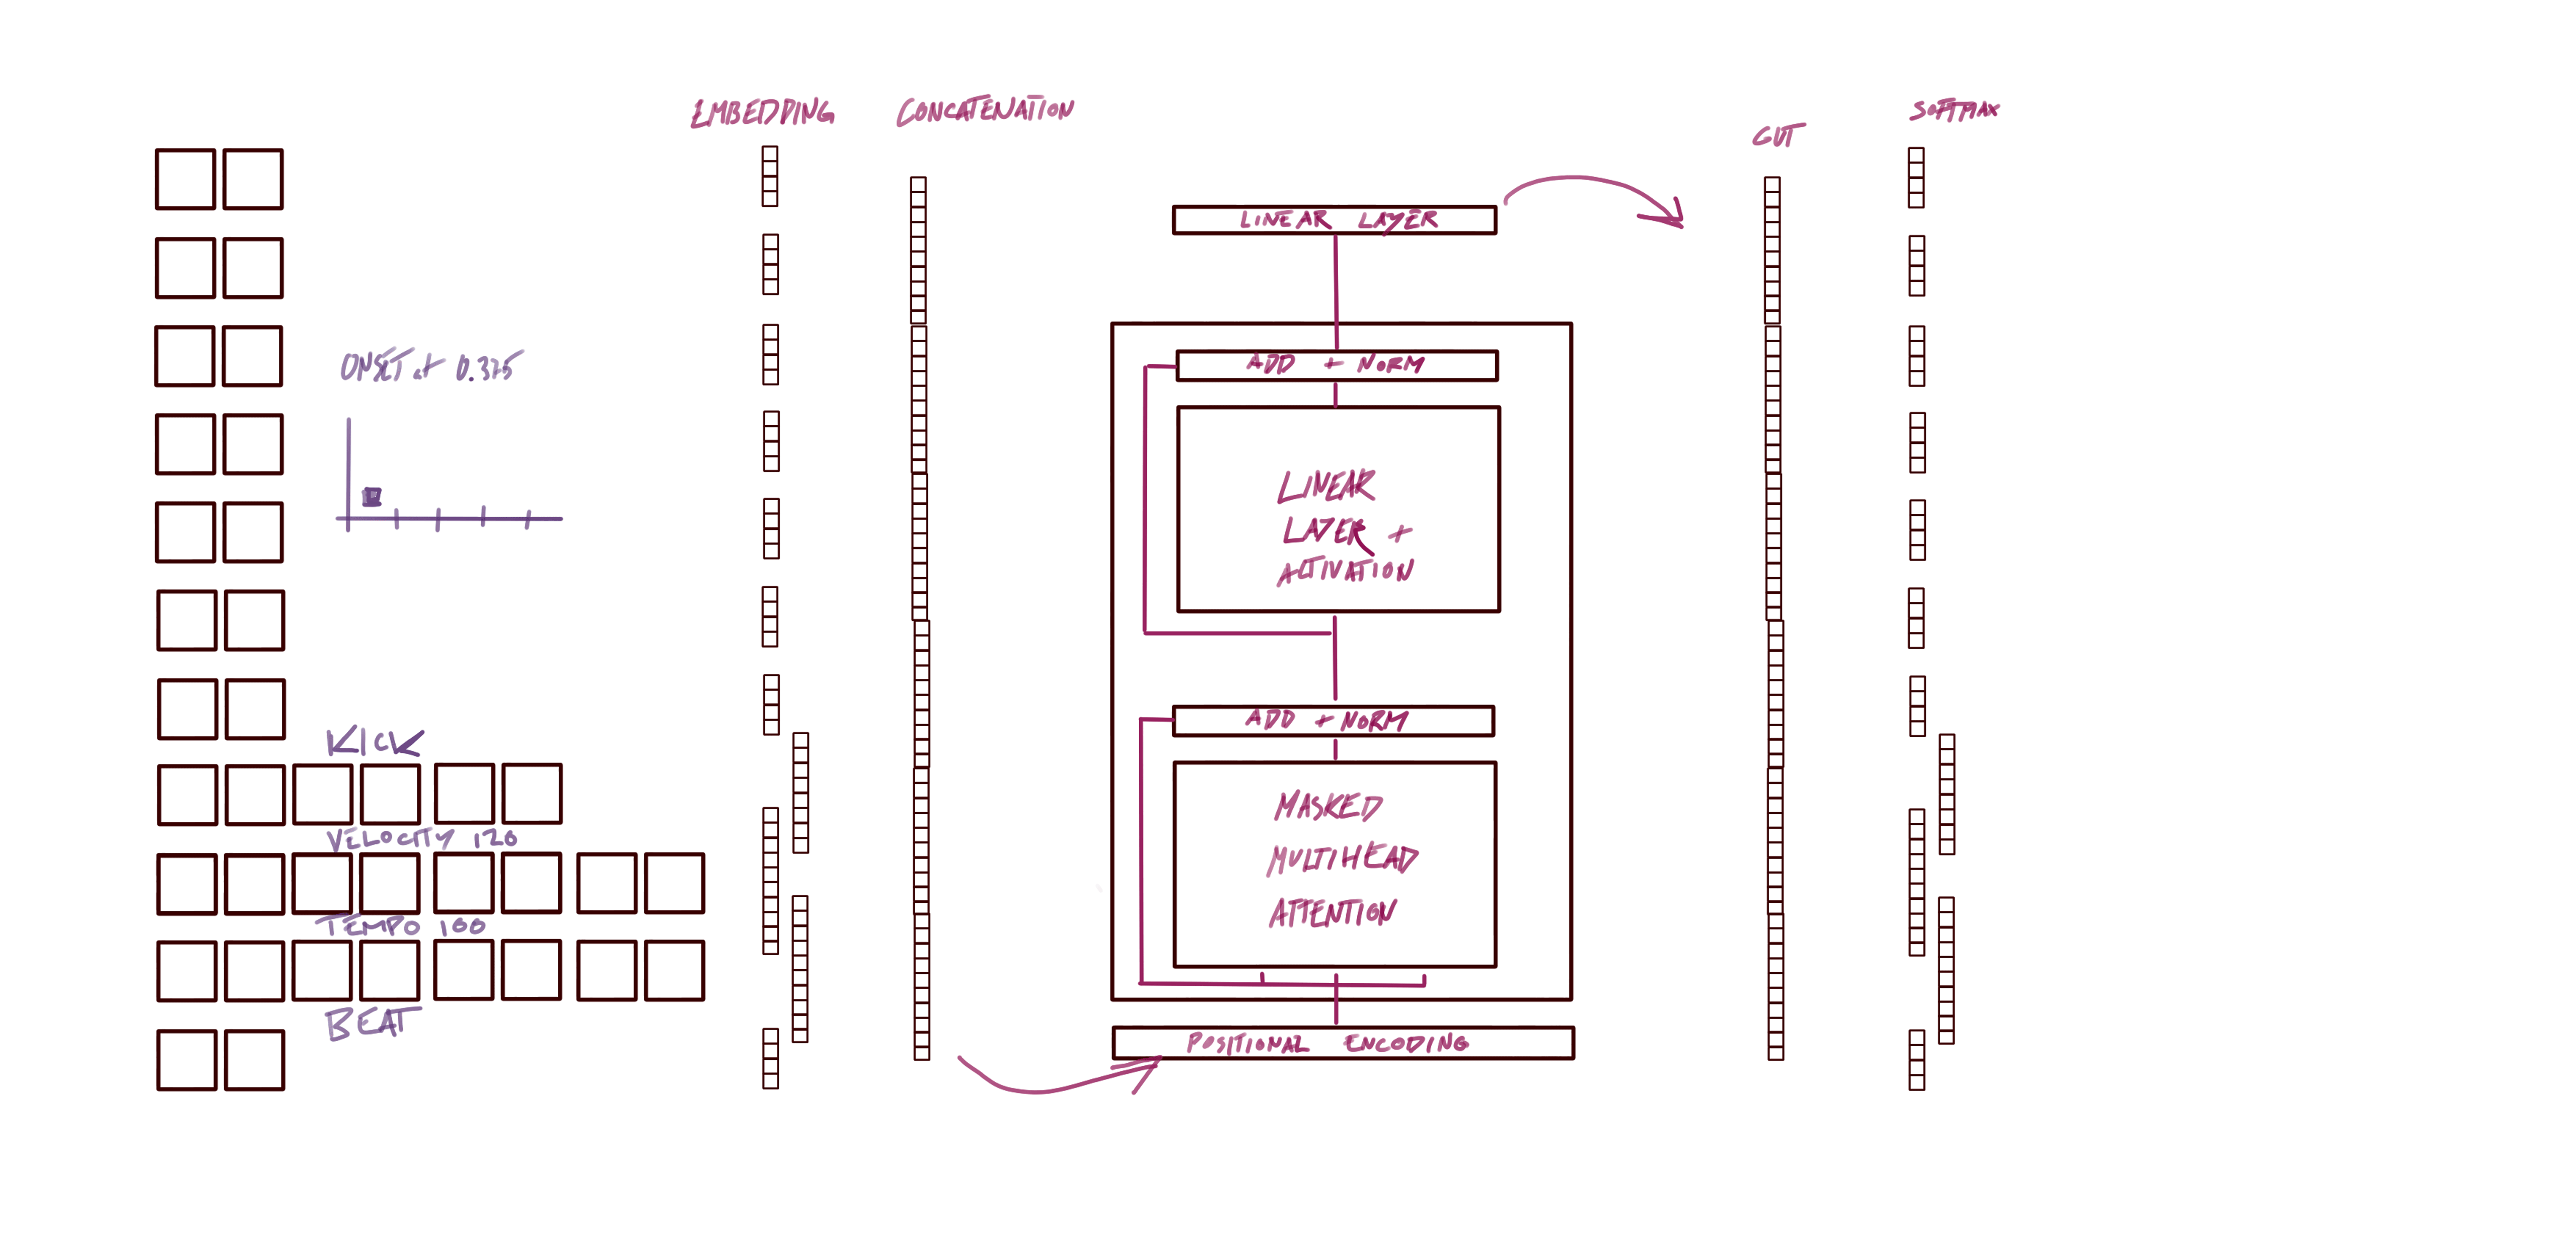 EMBEDDING
CONCATENATION
CUT
SOFTMAX
ONSET at 0.325
KICK
VELOCITY 120
TEMPO 100
BEAT
LINEAR LAYER
ADD + NORM
LINEAR
LAYER +
ACTIVATION
ADD + NORM
MASKED
MULTIHEAD
ATTENTION
POSITIONAL ENCODING